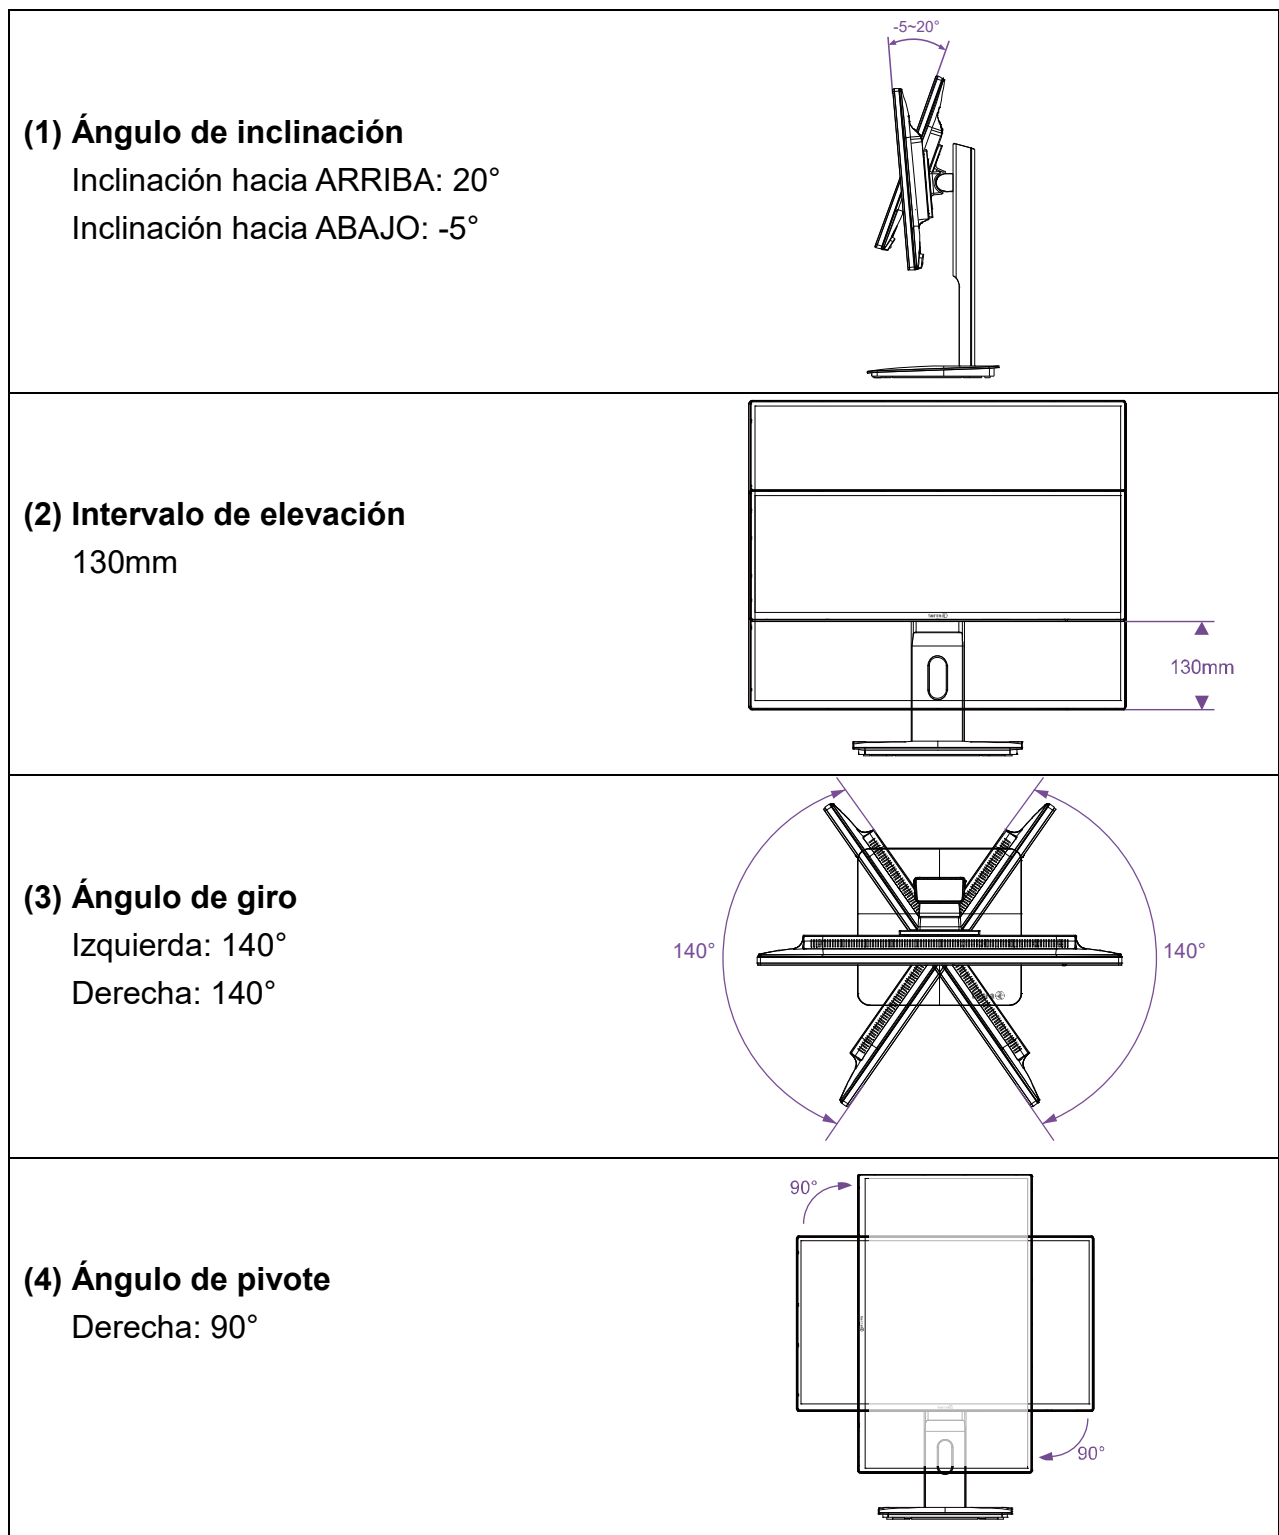 -5~20°
(1) Ángulo de inclinación
Inclinación hacia ARRIBA: 20°
Inclinación hacia ABAJO: -5°
(2) Intervalo de elevación
130mm
130mm
(3) Ángulo de giro
Izquierda: 140°
Derecha: 140°
140°
140°
90°
(4) Ángulo de pivote
Derecha: 90°
90°